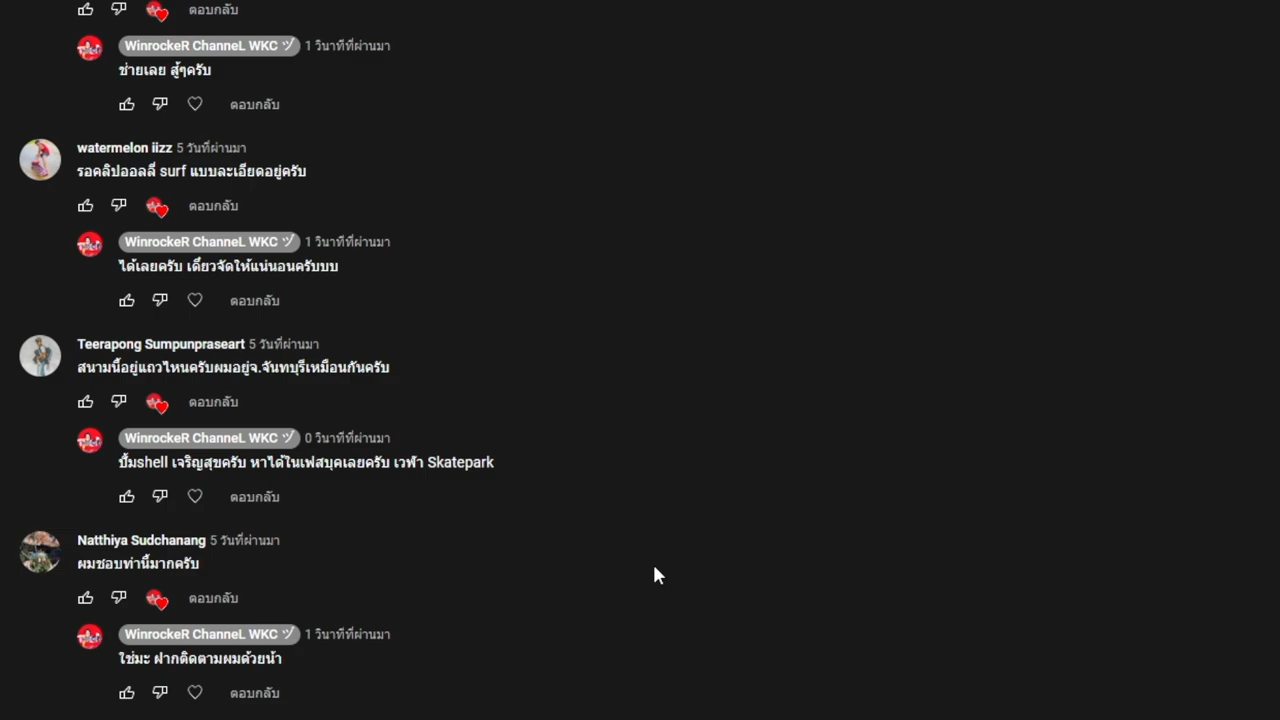 ตอบกลับ
WinrockeR ChanneL WKC ヅ 1 วินาทีที่ผ่านมา
ช่ายเลย สู้ๆครับ
ตอบกลับ
watermelon iizz 5 วันที่ผ่านมา
รอคลิปออลลี่ surf แบบละเอียดอยู่ครับ
ตอบกลับ
WinrockeR ChanneL WKC ヅ 1 วินาทีที่ผ่านมา
ได้เลยครับ เดี๋ยวจัดให้แน่นอนครับบบ
ตอบกลับ
Teerapong Sumpunpraseart 5 วันที่ผ่านมา
สนามนี้อยู่แถวไหนครับผมอยู่จ.จันทบุรีเหมือนกันครับ
ตอบกลับ
WinrockeR ChanneL WKC ヅ 0 วินาทีที่ผ่านมา
ปั้มshell เจริญสุขครับ หาได้ในเฟสบุคเลยครับ เวฬา Skatepark
ตอบกลับ
Natthiya Sudchanang 5 วันที่ผ่านมา
ผมชอบท่านี้มากครับ
ตอบกลับ
WinrockeR ChanneL WKC ヅ 1 วินาทีที่ผ่านมา
ใช่มะ ฝากติดตามผมด้วยน้า
ตอบกลับ